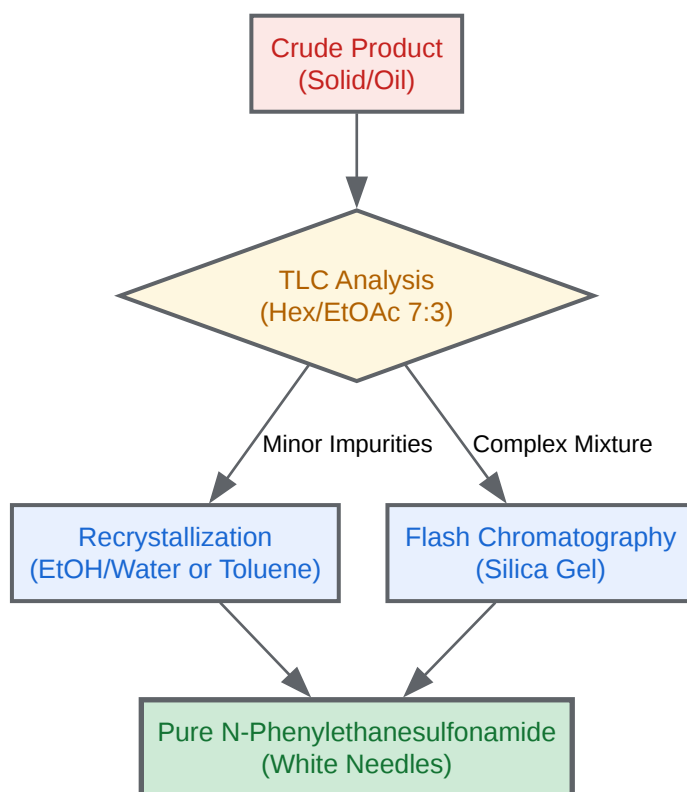 Crude Product
(Solid/Oil)
TLC Analysis
(Hex/EtOAc 7:3)
Minor Impurities
Complex Mixture
Recrystallization
(EtOH/Water or Toluene)
Flash Chromatography
(Silica Gel)
Pure N-Phenylethanesulfonamide
(White Needles)